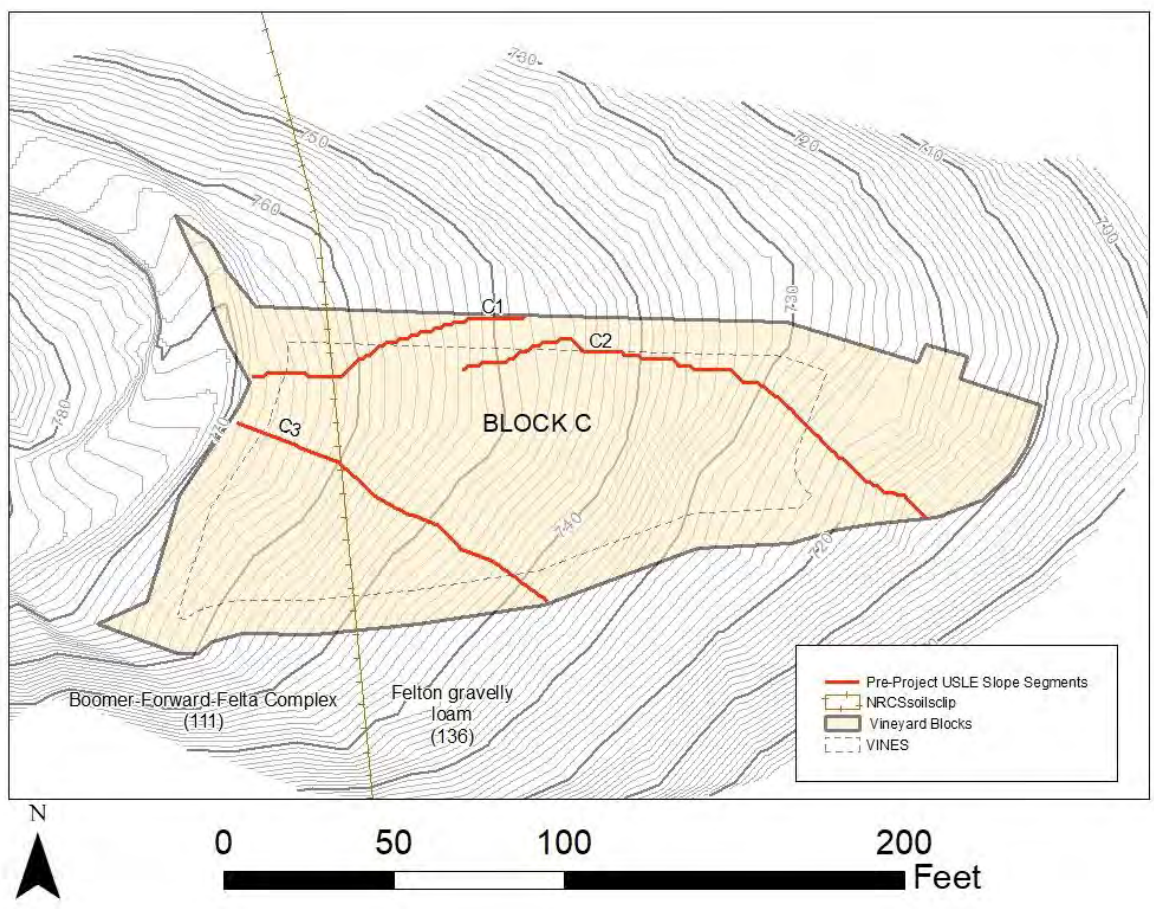 730
750
720
710
760
700
C1
730
C2
780
770
C3
BLOCK C
740
720
Boomer-Forward-Felta Complex
(111)
Felton gravelly
loam
(136)
Pre-Project USLE Slope Segments
NRCSsoilsclip
Vineyard Blocks
VINES
N
0 50 100 200
Feet